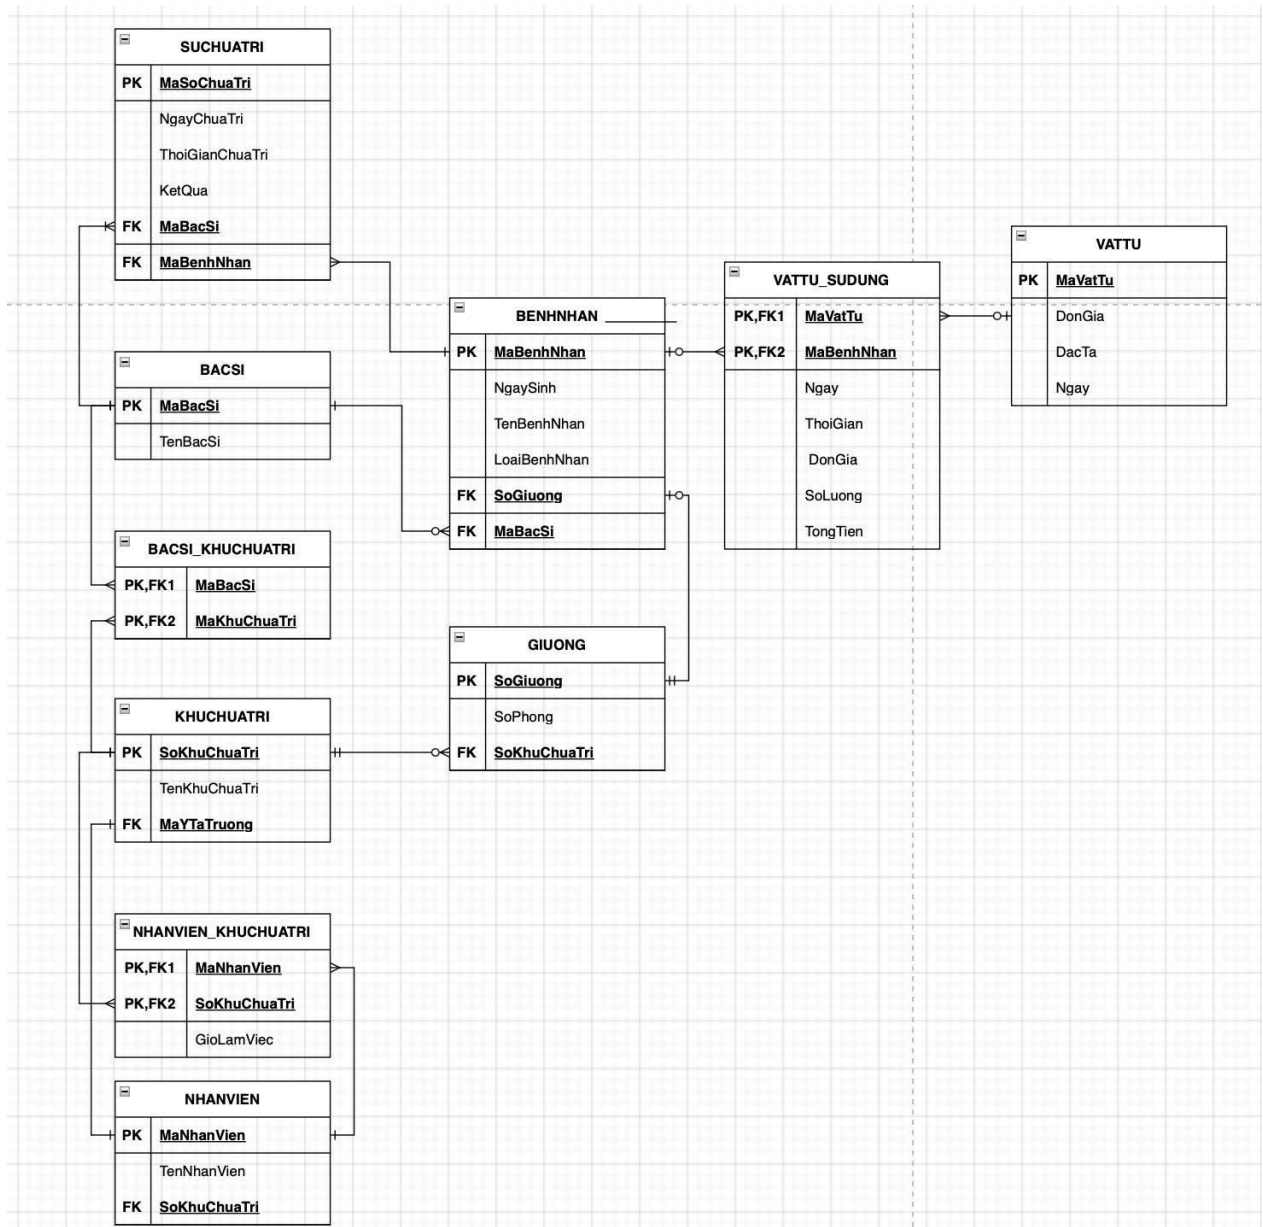 SUCHUATRI
PK MaSoChuaTri
NgayChuaTri
ThoiGianChuaTri
KetQua
FK MaBacSi
FK MaBenhNhan
BACSI
PK MaBacSi
TenBacSi
BACSI_KHUCHUATRI
PK,FK1 MaBacSi
PK,FK2 MaKhuChuaTri
KHUCHUATRI
PK SoKhuChuaTri
TenKhuChuaTri
FK MaYTaTruong
NHANVIEN_KHUCHUATRI
PK,FK1 MaNhanVien
PK,FK2 SoKhuChuaTri
GioLamViec
NHANVIEN
PK MaNhanVien
TenNhanVien
FK SoKhuChuaTri
BENHNHAN
PK MaBenhNhan
NgaySinh
TenBenhNhan
LoaiBenhNhan
FK SoGiuong
FK MaBacSi
GIUONG
PK SoGiuong
SoPhong
FK SoKhuChuaTri
VATTU_SUDUNG
PK,FK1 MaVatTu
PK,FK2 MaBenhNhan
Ngay
ThoiGian
DonGia
SoLuong
TongTien
VATTU
PK MaVatTu
DonGia
DacTa
Ngay